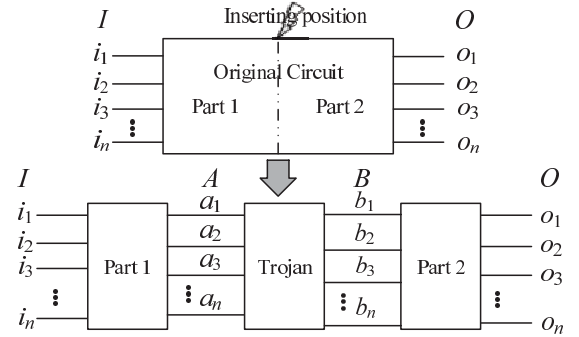 I Inserting position O
i1 o1
Original Circuit
i2 o2
i3 Part 1 Part 2 o3
in on
I A B O
i1 a1 b1 o1
i2 a2 b2 o2
i3 Part 1 a3 Trojan b3 Part 2 o3
in an bn on